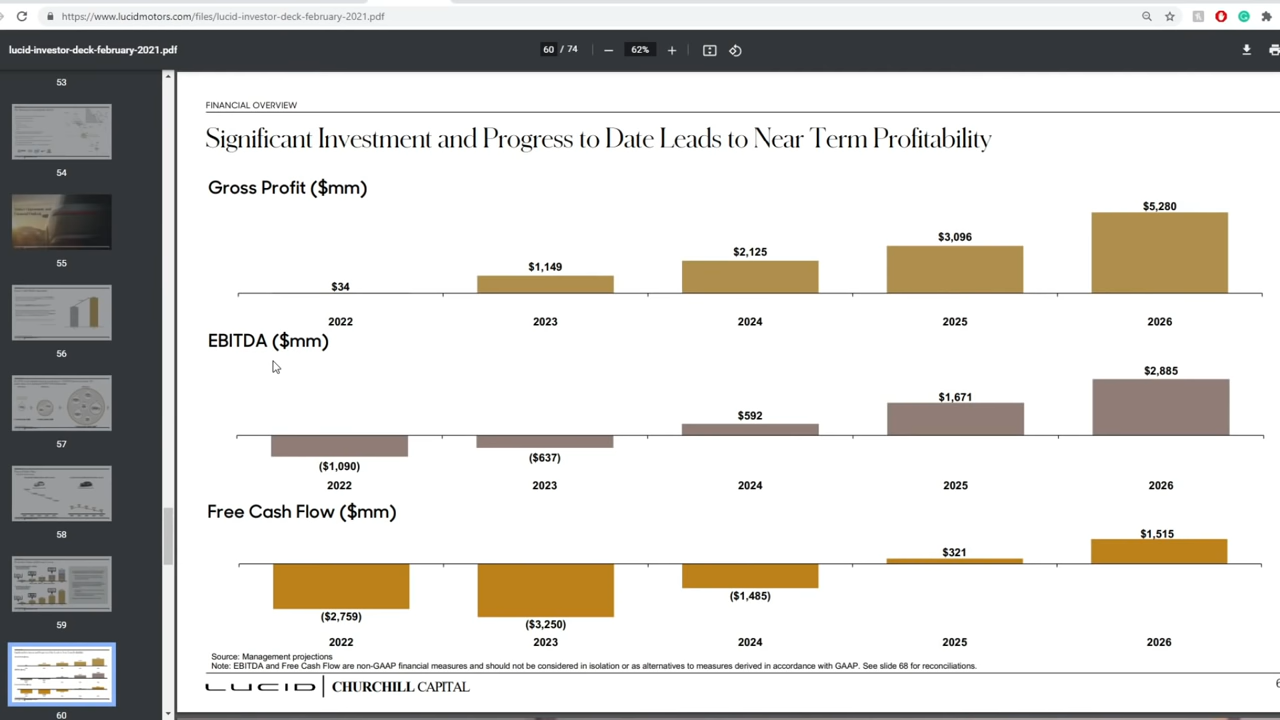 https://www.lucidmotors.com/files/lucid-investor-deck-february-2021.pdf
lucid-investor-deck-february-2021.pdf
60 / 74
62%
53
54
55
56
57
58
59
60
FINANCIAL OVERVIEW
Significant Investment and Progress to Date Leads to Near Term Profitability
Gross Profit ($mm)
$34 $1,149 $2,125 $3,096 $5,280
2022 2023 2024 2025 2026
EBITDA ($mm)
($1,090) ($637) $592 $1,671 $2,885
2022 2023 2024 2025 2026
Free Cash Flow ($mm)
($2,759) ($3,250) ($1,485) $321 $1,515
2022 2023 2024 2025 2026
Source: Management projections
Note: EBITDA and Free Cash Flow are non-GAAP financial measures and should not be considered in isolation or as alternatives to measures derived in accordance with GAAP. See slide 68 for reconciliations.
LUCID | CHURCHILL CAPITAL